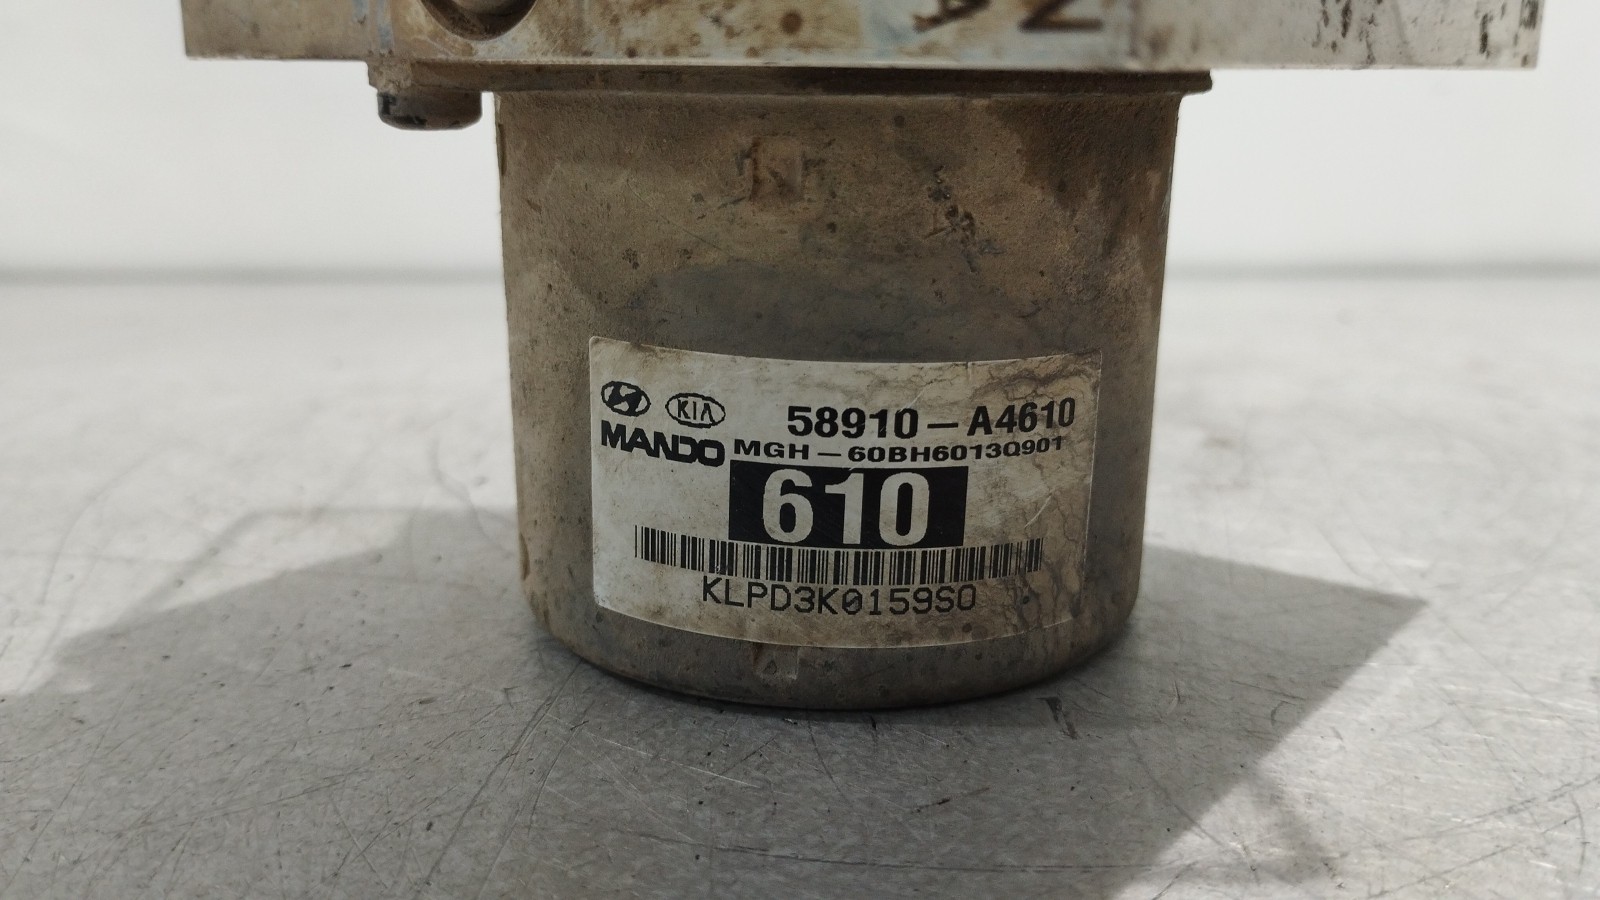 KIA 58910-A4610
MANDO MGH-60BH6013Q901
610
KLPD3K0159S0